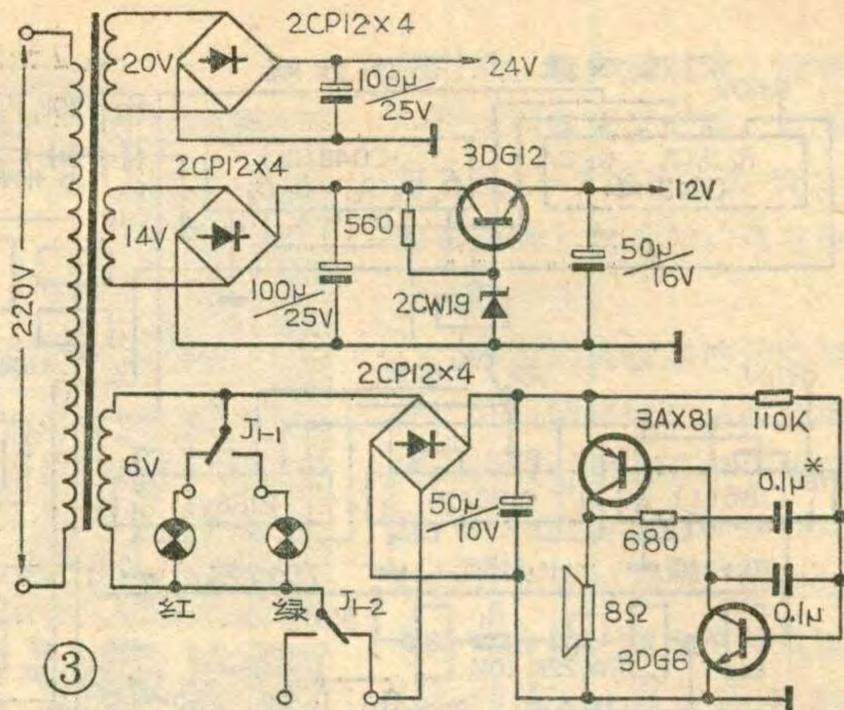 2CP12×4
20V
24V
100μ/25V
2CP12×4
3DG12
12V
14V
560
100μ/25V
2CW19
50μ/16V
220V
2CP12×4
J1-1
3AX81
110K
6V
50μ/10V
680
0.1μ*
0.1μ
红
绿
J1-2
8Ω
3DG6
③